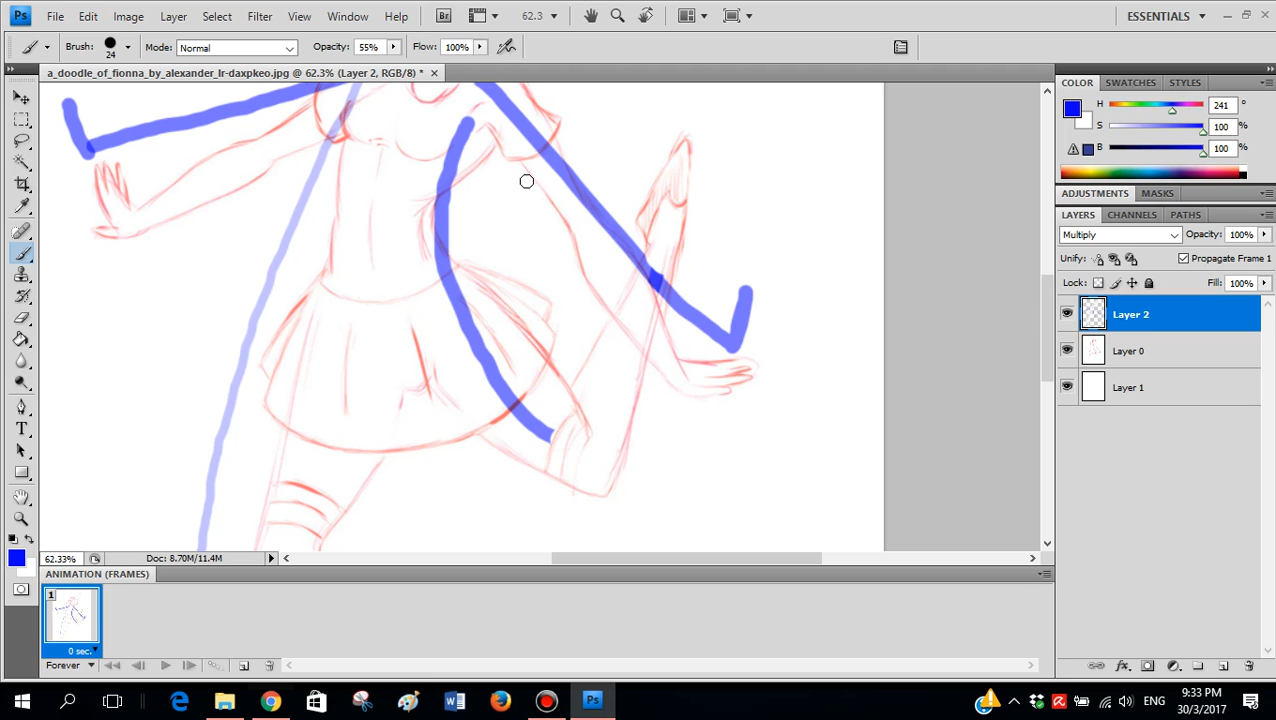 Ps File Edit Image Layer Select Filter View Window Help Br 62.3 ESSENTIALS
Brush: 24 Mode: Normal Opacity: 55% Flow: 100%
a_doodle_of_fionna_by_alexander_lr-daxpkeo.jpg @ 62.3% (Layer 2, RGB/8) *
COLOR SWATCHES STYLES
H 241 °
S 100 %
B 100 %
ADJUSTMENTS MASKS
LAYERS CHANNELS PATHS
Multiply Opacity: 100%
Unify: Propagate Frame 1
Lock: Fill: 100%
Layer 2
Layer 0
Layer 1
T
62.33% Doc: 8.70M/11.4M
ANIMATION (FRAMES)
1
0 sec.
Forever
ENG
9:33 PM
30/3/2017